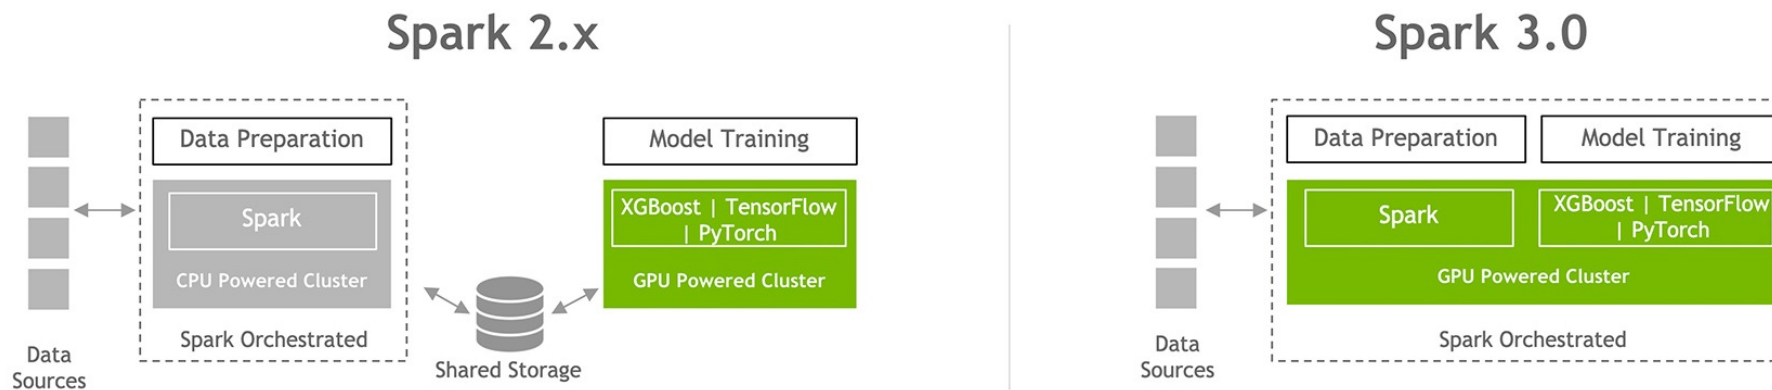 Spark 2.x
Data Preparation
Spark
CPU Powered Cluster
Spark Orchestrated
Data
Sources
Shared Storage
Model Training
XGBoost | TensorFlow
| PyTorch
GPU Powered Cluster
Spark 3.0
Data Preparation
Model Training
Spark
XGBoost | TensorFlow
| PyTorch
GPU Powered Cluster
Spark Orchestrated
Data
Sources